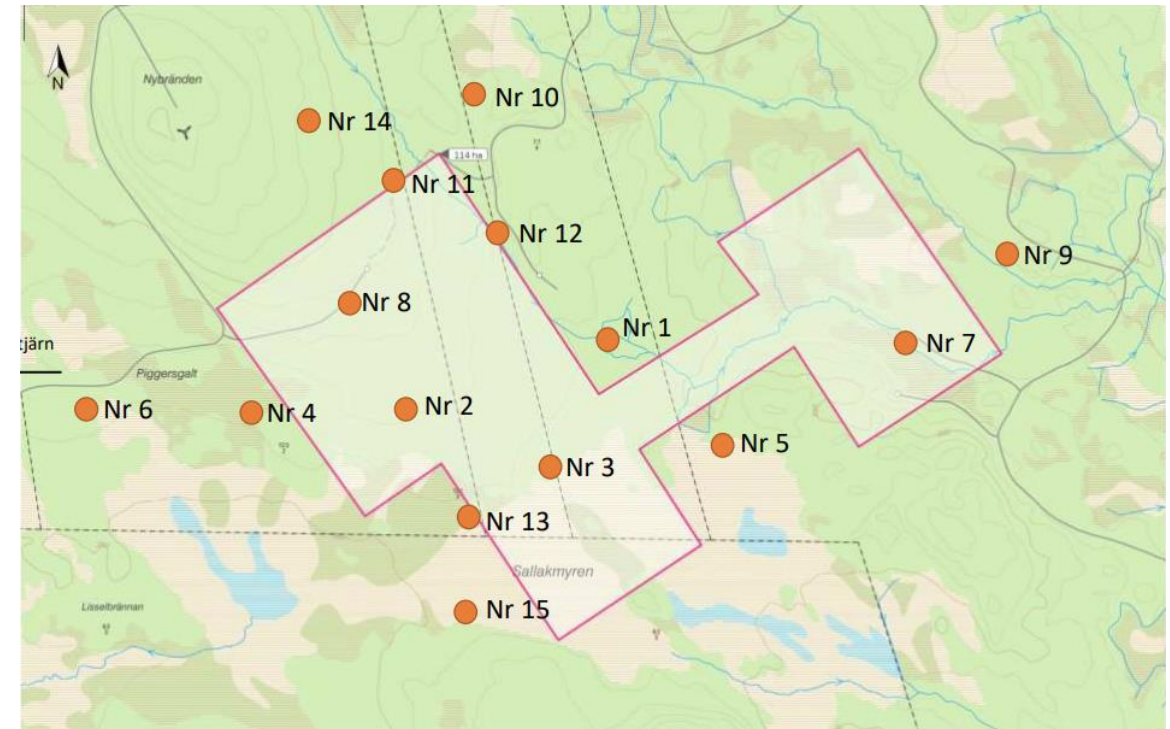 N
Nybränden
Nr 10
Nr 14
114 ha
Nr 11
Nr 12
Nr 9
Nr 8
Nr 1
Nr 7
tjärn
Piggersgalt
Nr 6
Nr 4
Nr 2
Nr 5
Nr 3
Nr 13
Sallakmyren
Lisselbrännan
Nr 15